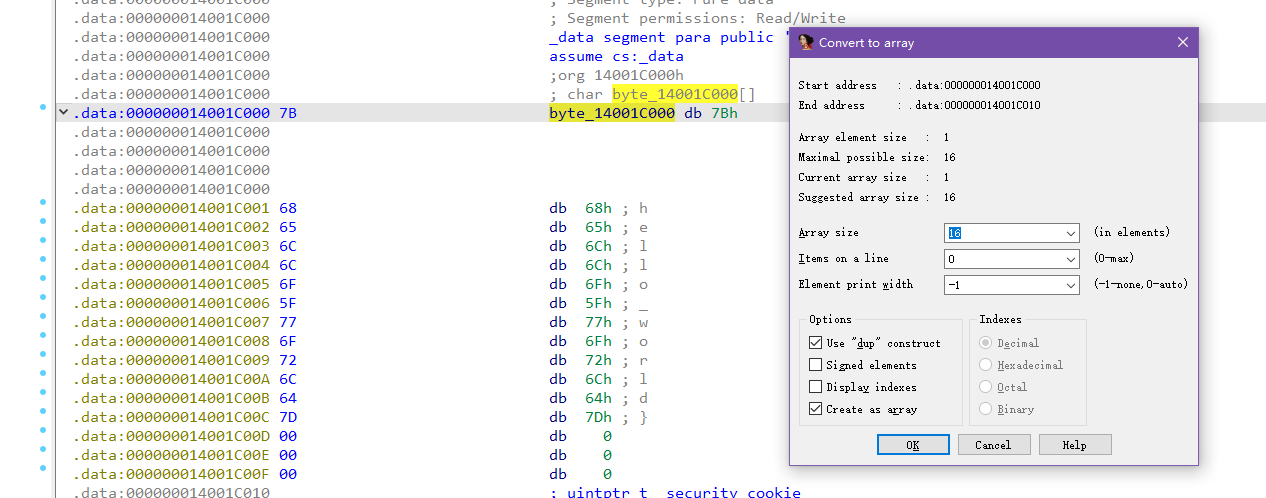 .data:000000014001C000 ; Segment type: Pure data
.data:000000014001C000 ; Segment permissions: Read/Write
.data:000000014001C000 _data segment para public '
.data:000000014001C000 assume cs:_data
.data:000000014001C000 ;org 14001C000h
.data:000000014001C000 ; char byte_14001C000[]
.data:000000014001C000 7B byte_14001C000 db 7Bh
.data:000000014001C000
.data:000000014001C000
.data:000000014001C000
.data:000000014001C000
.data:000000014001C001 68 db 68h ; h
.data:000000014001C002 65 db 65h ; e
.data:000000014001C003 6C db 6Ch ; l
.data:000000014001C004 6C db 6Ch ; l
.data:000000014001C005 6F db 6Fh ; o
.data:000000014001C006 5F db 5Fh ; _
.data:000000014001C007 77 db 77h ; w
.data:000000014001C008 6F db 6Fh ; o
.data:000000014001C009 72 db 72h ; r
.data:000000014001C00A 6C db 6Ch ; l
.data:000000014001C00B 64 db 64h ; d
.data:000000014001C00C 7D db 7Dh ; }
.data:000000014001C00D 00 db 0
.data:000000014001C00E 00 db 0
.data:000000014001C00F 00 db 0
.data:000000014001C010 ; uintptr_t _security_cookie
Convert to array
Start address : .data:000000014001C000
End address : .data:000000014001C010
Array element size : 1
Maximal possible size: 16
Current array size : 1
Suggested array size : 16
Array size 16 (in elements)
Items on a line 0 (0-max)
Element print width -1 (-1-none,0-auto)
Options
Use "dup" construct
Signed elements
Display indexes
Create as array
Indexes
Decimal
Hexadecimal
Octal
Binary
OK Cancel Help